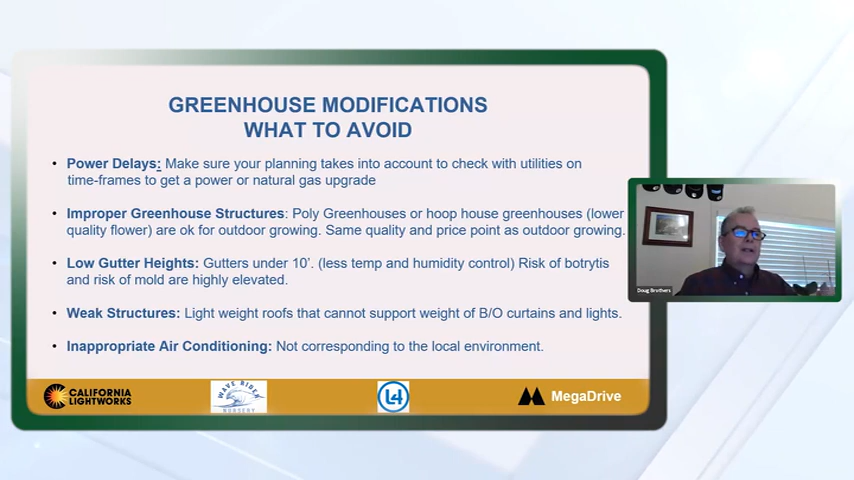 GREENHOUSE MODIFICATIONS
WHAT TO AVOID
• Power Delays: Make sure your planning takes into account to check with utilities on
time-frames to get a power or natural gas upgrade
• Improper Greenhouse Structures: Poly Greenhouses or hoop house greenhouses (lower
quality flower) are ok for outdoor growing. Same quality and price point as outdoor growing.
• Low Gutter Heights: Gutters under 10'. (less temp and humidity control) Risk of botrytis
and risk of mold are highly elevated.
• Weak Structures: Light weight roofs that cannot support weight of B/O curtains and lights.
• Inappropriate Air Conditioning: Not corresponding to the local environment.
Doug Brothers
CALIFORNIA
LIGHTWORKS
WAVE RIDER
NURSERY
L4
MegaDrive